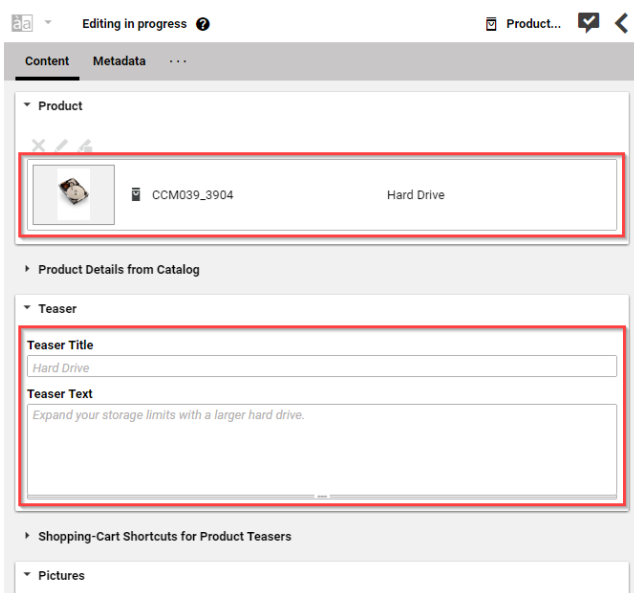 àa Editing in progress ? Product...
Content Metadata ...
Product
CCM039_3904 Hard Drive
Product Details from Catalog
Teaser
Teaser Title
Hard Drive
Teaser Text
Expand your storage limits with a larger hard drive.
Shopping-Cart Shortcuts for Product Teasers
Pictures